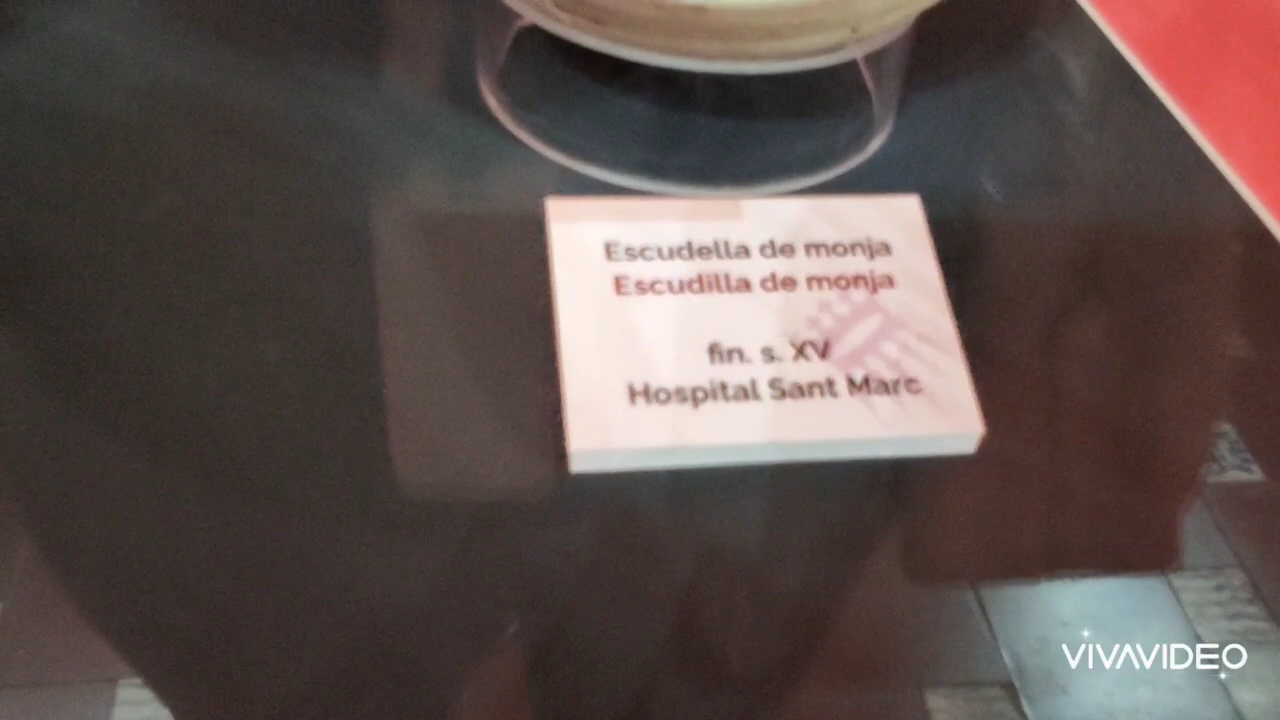 Escudella de monja
Escudilla de monja
fin. s. XV
Hospital Sant Marc
VIVAVIDEO